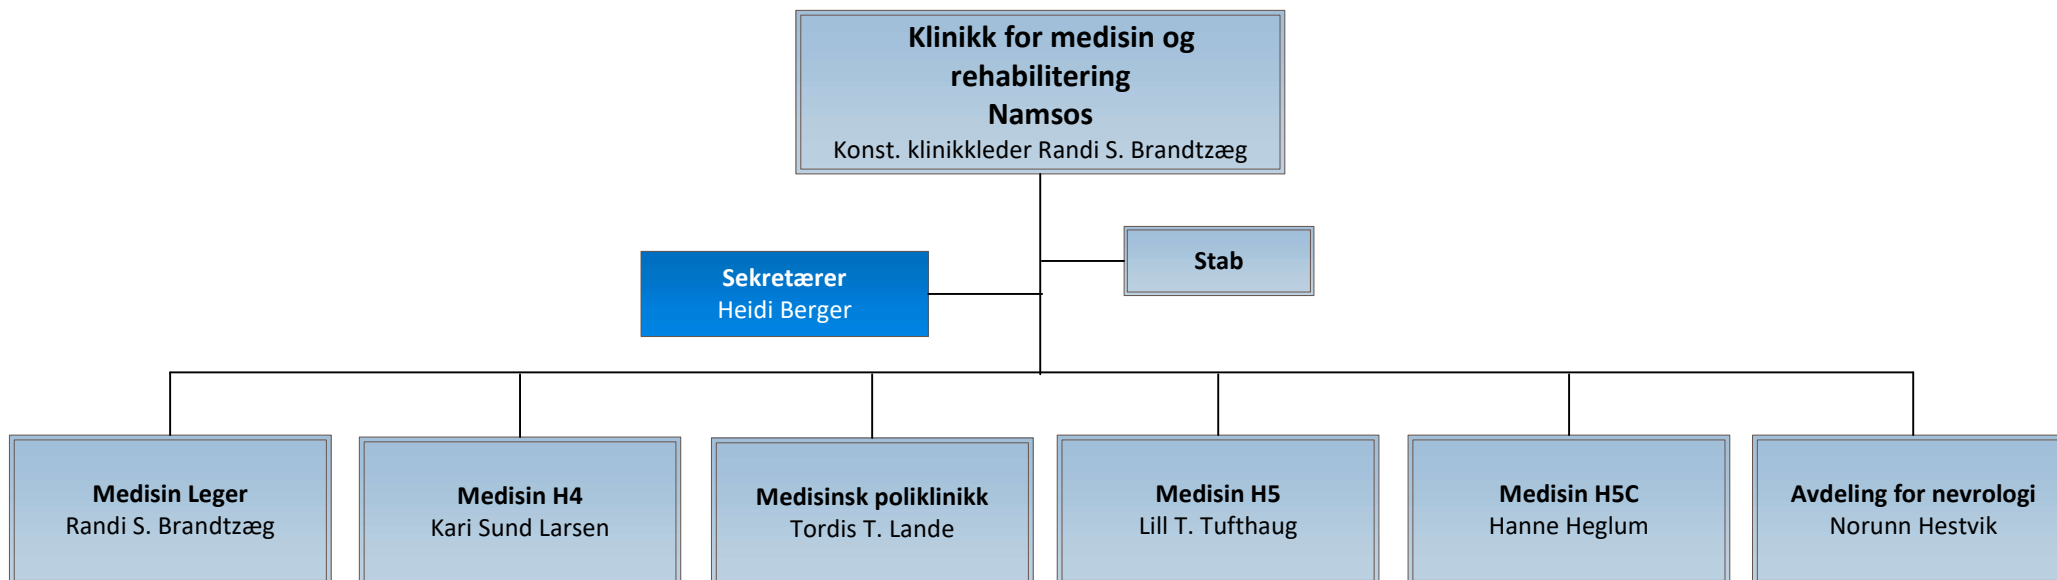 Klinikk for medisin og
rehabilitering
Namsos
Konst. klinikkleder Randi S. Brandtzæg
Stab
Sekretærer
Heidi Berger
Medisin Leger
Randi S. Brandtzæg
Medisin H4
Kari Sund Larsen
Medisinsk poliklinikk
Tordis T. Lande
Medisin H5
Lill T. Tufthaug
Medisin H5C
Hanne Heglum
Avdeling for nevrologi
Norunn Hestvik